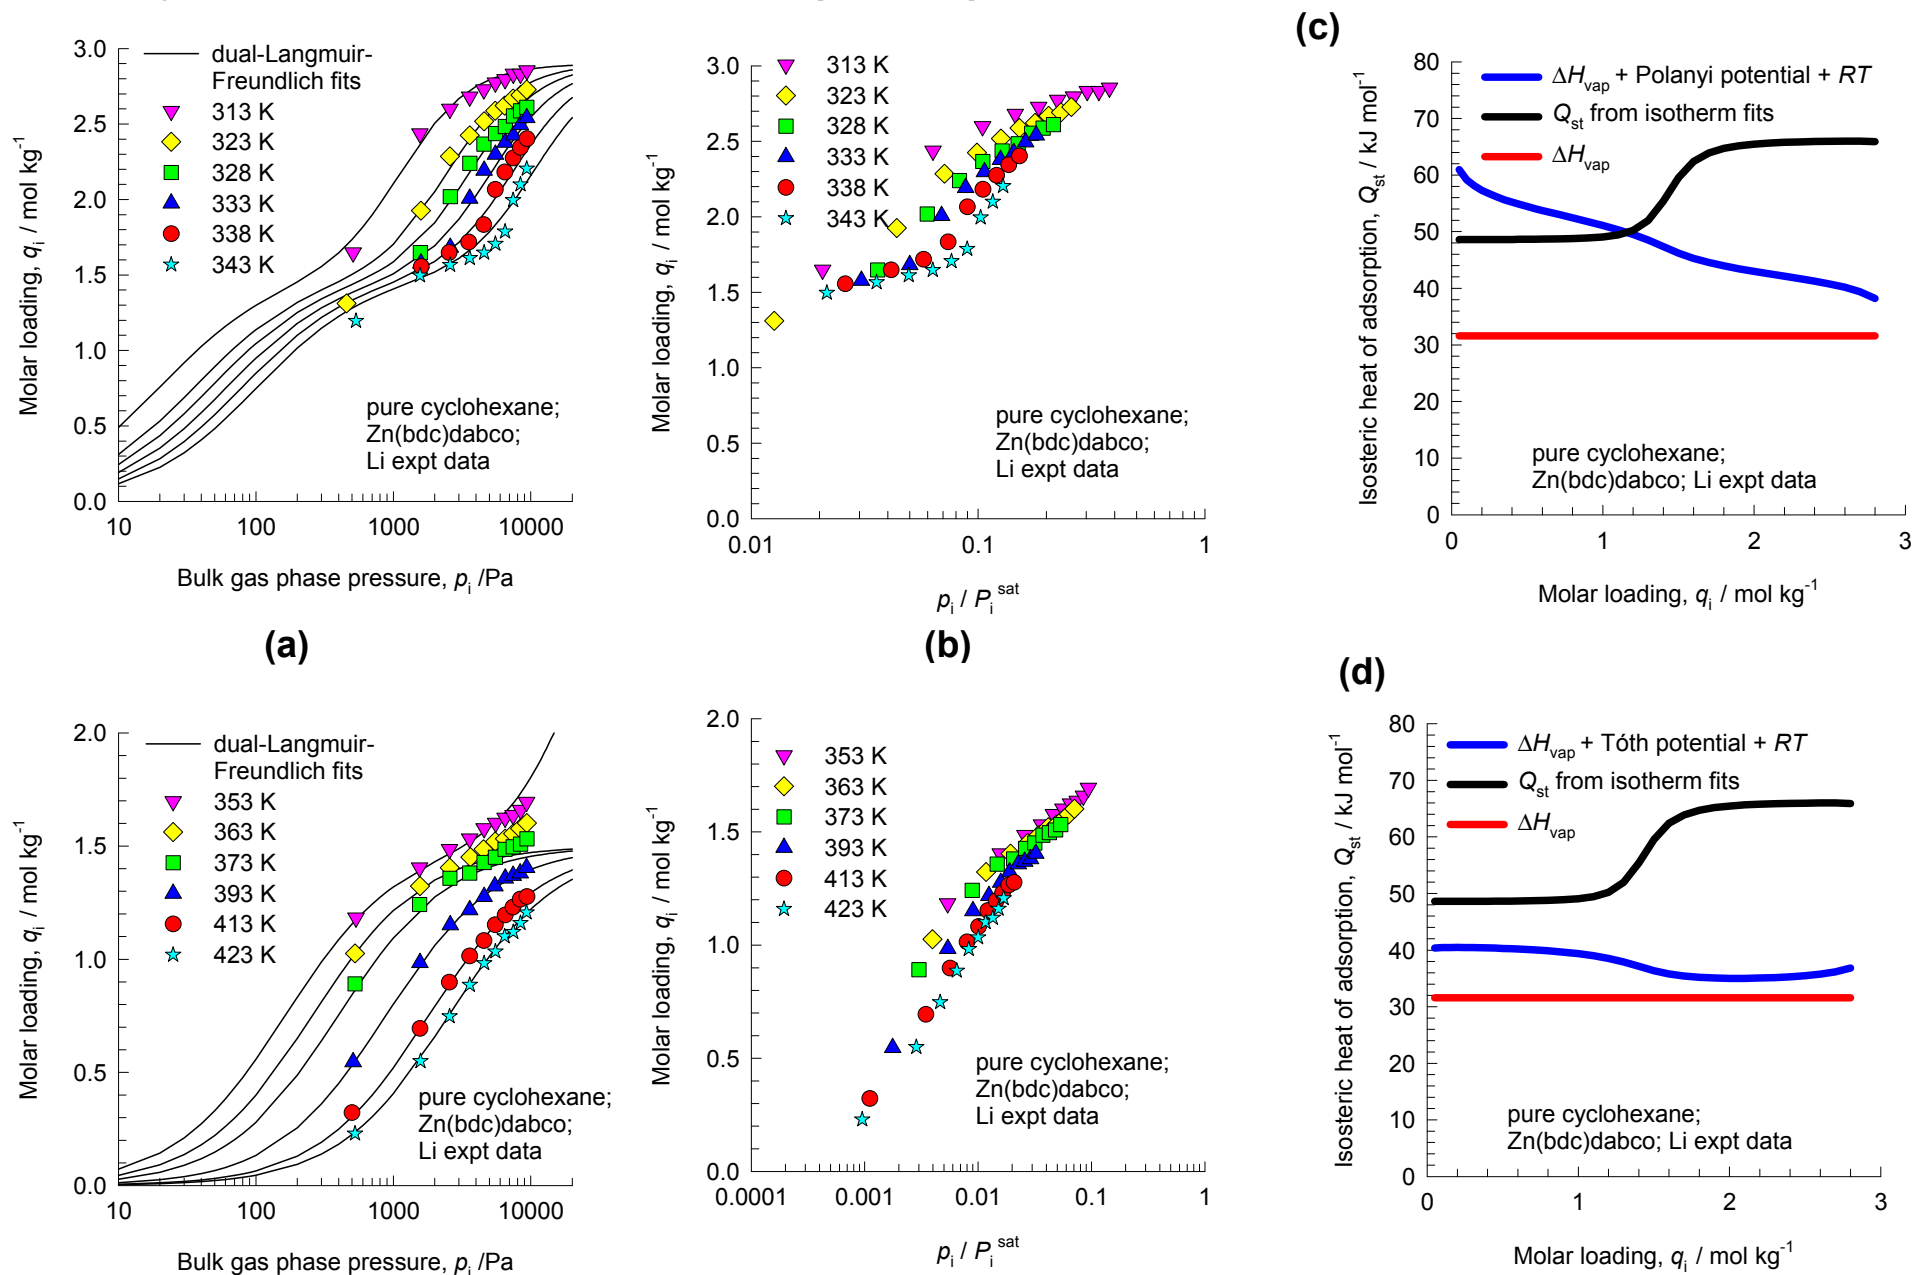 (c)
3.0
2.5
2.0
1.5
1.0
0.5
0.0
Molar loading, qi / mol kg-1
dual-Langmuir-
Freundlich fits
313 K
323 K
328 K
333 K
338 K
343 K
pure cyclohexane;
Zn(bdc)dabco;
Li expt data
10 100 1000 10000
Bulk gas phase pressure, pi /Pa
3.0
2.5
2.0
1.5
1.0
0.5
0.0
Molar loading, qi / mol kg-1
313 K
323 K
328 K
333 K
338 K
343 K
pure cyclohexane;
Zn(bdc)dabco;
Li expt data
0.01 0.1 1
pi / Pi sat
80
70
60
50
40
30
20
10
0
Isosteric heat of adsorption, Qst / kJ mol-1
ΔHvap + Polanyi potential + RT
Qst from isotherm fits
ΔHvap
pure cyclohexane;
Zn(bdc)dabco; Li expt data
0 1 2 3
Molar loading, qi / mol kg-1
(a)
(b)
(d)
2.0
1.5
1.0
0.5
0.0
Molar loading, qi / mol kg-1
dual-Langmuir-
Freundlich fits
353 K
363 K
373 K
393 K
413 K
423 K
pure cyclohexane;
Zn(bdc)dabco;
Li expt data
10 100 1000 10000
Bulk gas phase pressure, pi /Pa
2.0
1.5
1.0
0.5
0.0
Molar loading, qi / mol kg-1
353 K
363 K
373 K
393 K
413 K
423 K
pure cyclohexane;
Zn(bdc)dabco;
Li expt data
0.0001 0.001 0.01 0.1 1
pi / Pi sat
80
70
60
50
40
30
20
10
0
Isosteric heat of adsorption, Qst / kJ mol-1
ΔHvap + Tóth potential + RT
Qst from isotherm fits
ΔHvap
pure cyclohexane;
Zn(bdc)dabco; Li expt data
0 1 2 3
Molar loading, qi / mol kg-1